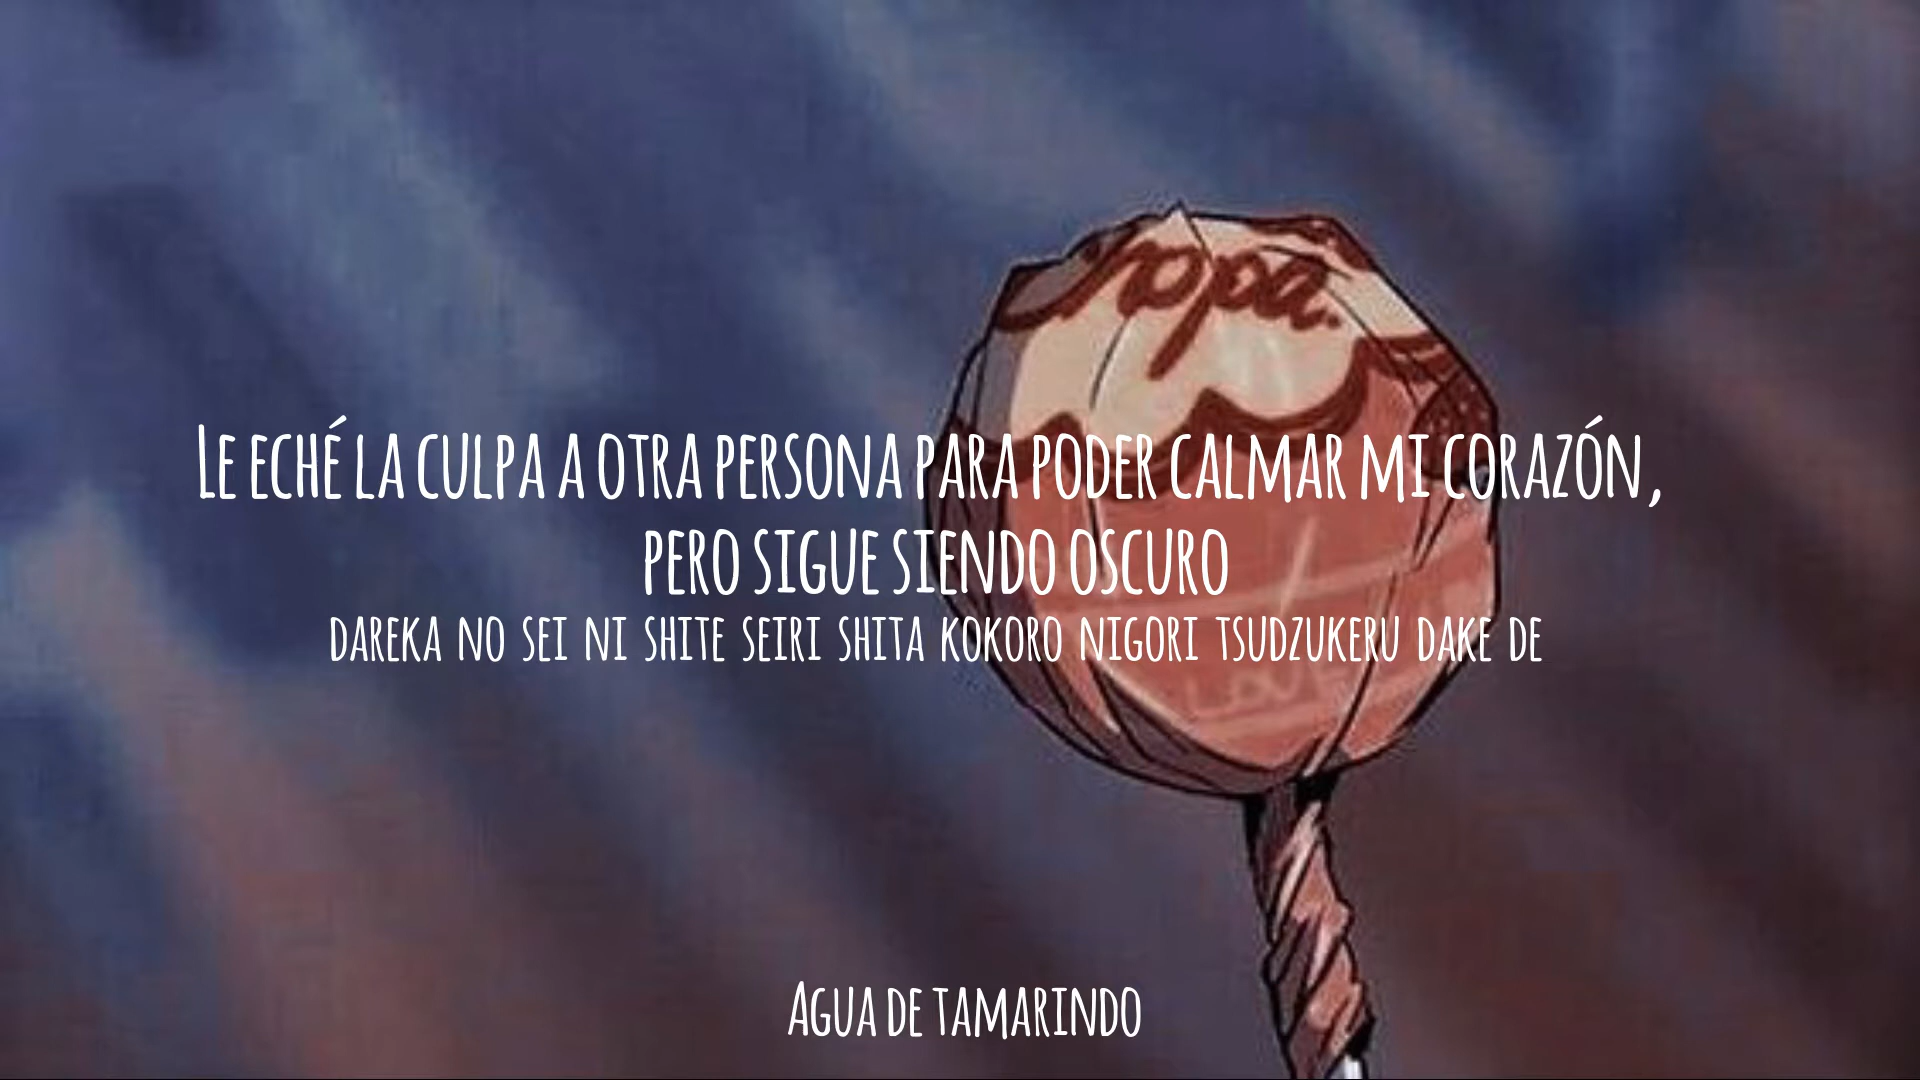 ropa.
Le eché la culpa a otra persona para poder calmar mi corazón,
pero sigue siendo oscuro
dareka no sei ni shite seiri shita kokoro nigori tsudzukeru dake de
Agua de tamarindo